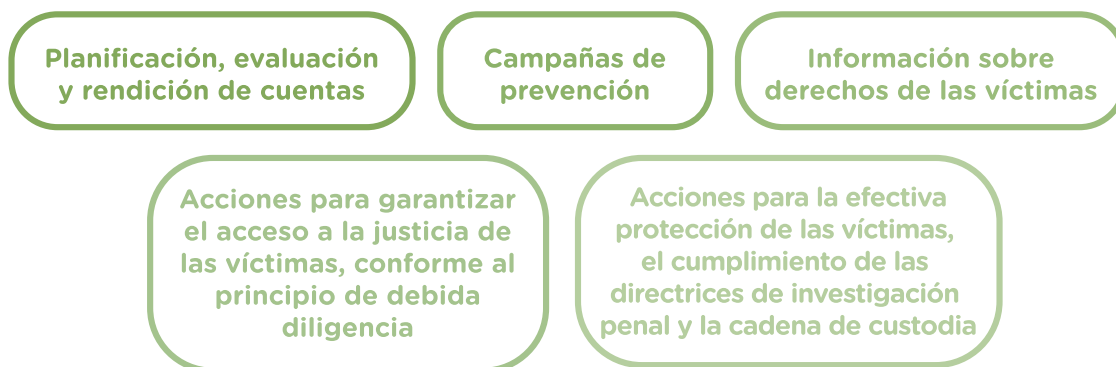 Planificación, evaluación
y rendición de cuentas
Campañas de
prevención
Información sobre
derechos de las víctimas
Acciones para garantizar
el acceso a la justicia de
las víctimas, conforme al
principio de debida
diligencia
Acciones para la efectiva
protección de las víctimas,
el cumplimiento de las
directrices de investigación
penal y la cadena de custodia